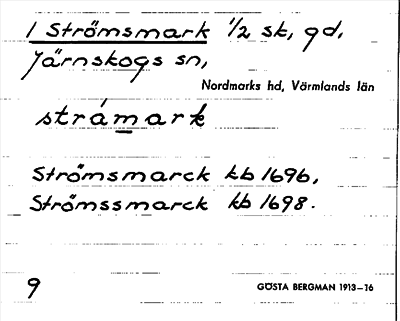 1 Strömsmark 1/2 sk, gd,
Järnskogs sn,
Nordmarks hd, Värmlands län
strámark
Strömsmarck kb 1696,
Strömssmarck kb 1698.
9
GÖSTA BERGMAN 1913–16